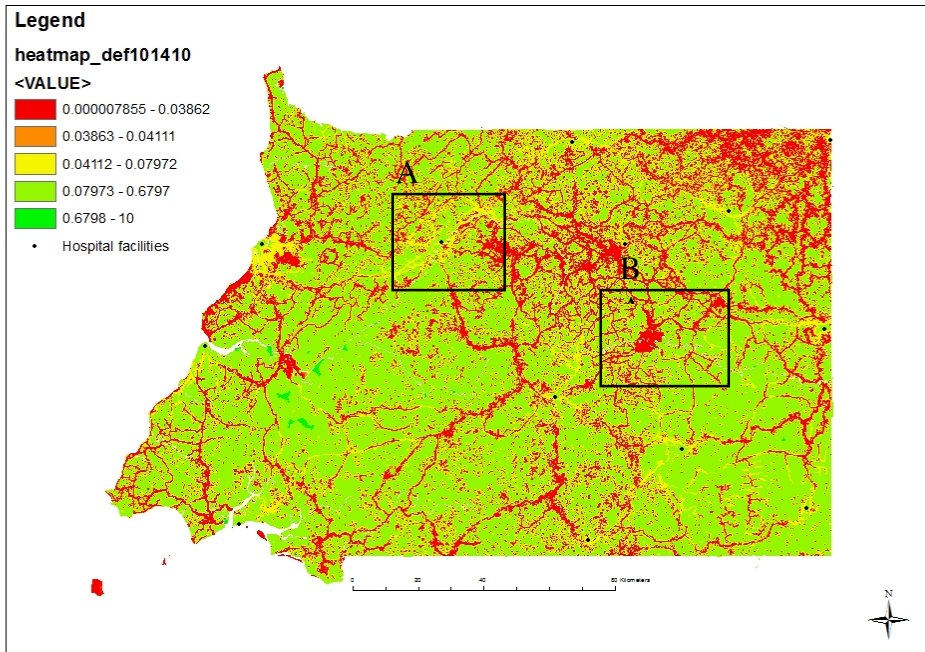 Legend
heatmap_def101410
<VALUE>
0.000007855 - 0.03862
0.03863 - 0.04111
0.04112 - 0.07972
0.07973 - 0.6797
0.6798 - 10
Hospital facilities
A
B
0 20 40 80 Kilometers
N